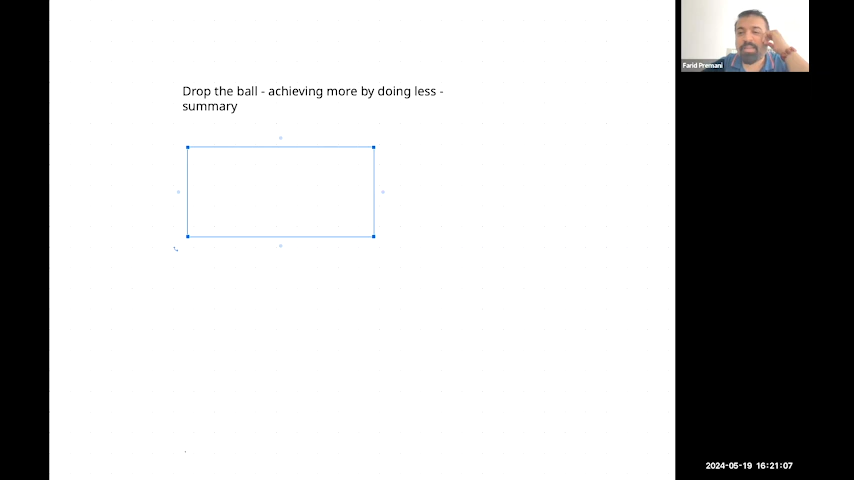 Drop the ball - achieving more by doing less -
summary
Farid Premani
2024-05-19 16:21:07